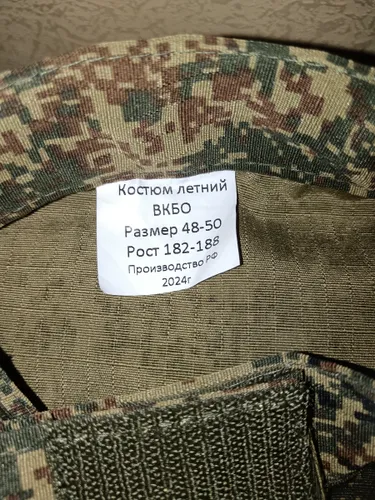 Костюм летний
ВКБО
Размер 48-50
Рост 182-188
Производство РФ
2024г